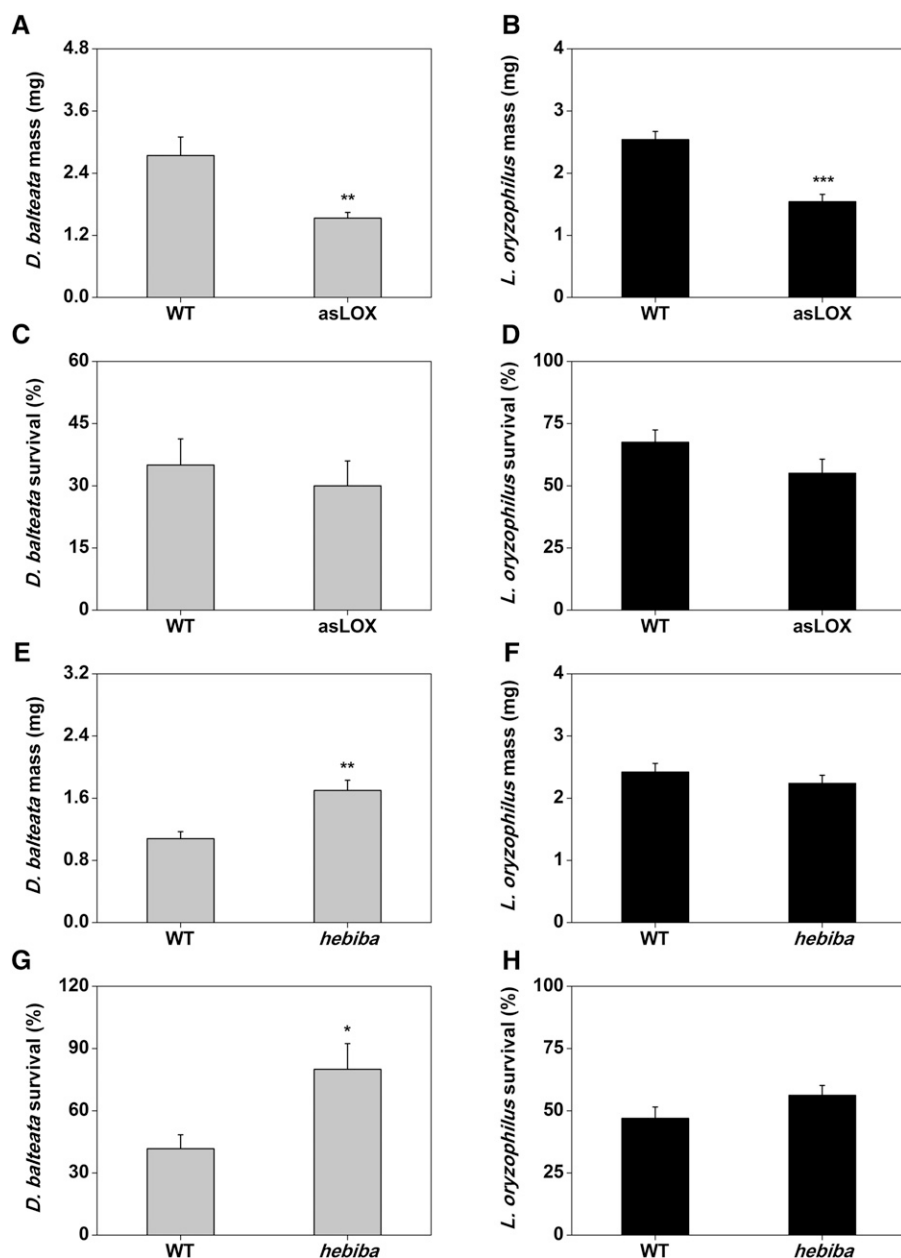 A
D. balteata mass (mg)
4.8
3.6
2.4
1.2
0.0
**
WT
asLOX
B
L. oryzophilus mass (mg)
4
3
2
1
0
***
WT
asLOX
C
D. balteata survival (%)
60
45
30
15
0
WT
asLOX
D
L. oryzophilus survival (%)
100
75
50
25
0
WT
asLOX
E
D. balteata mass (mg)
3.2
2.4
1.6
0.8
0.0
**
WT
hebiba
F
L. oryzophilus mass (mg)
4
3
2
1
0
WT
hebiba
G
D. balteata survival (%)
120
90
60
30
0
*
WT
hebiba
H
L. oryzophilus survival (%)
100
75
50
25
0
WT
hebiba